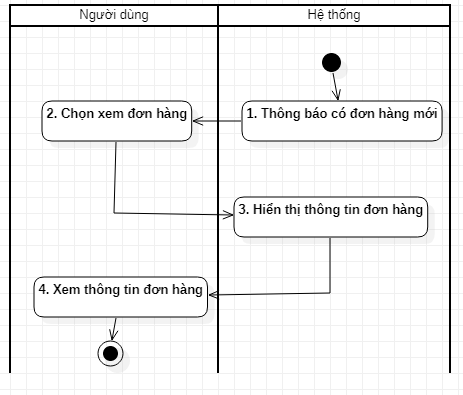 Người dùng
Hệ thống
1. Thông báo có đơn hàng mới
2. Chọn xem đơn hàng
3. Hiển thị thông tin đơn hàng
4. Xem thông tin đơn hàng